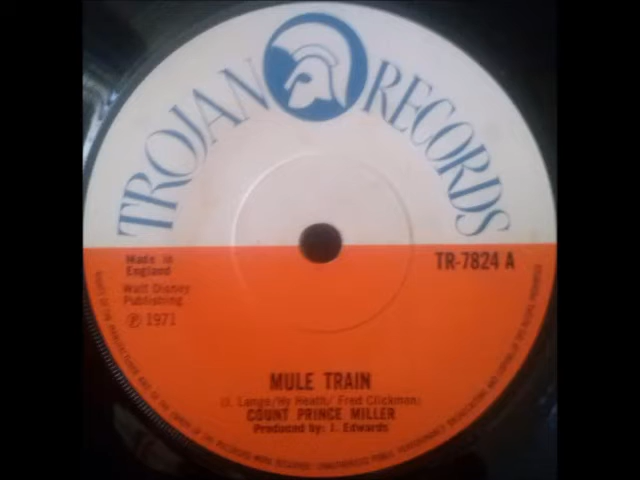 TROJAN RECORDS
Made in
England
TR-7824 A
Walt Disney
Publishing
℗ 1971
MULE TRAIN
(J. Lange/Hy Heath/ Fred Glickman)
COUNT PRINCE MILLER
Produced by: J. Edwards